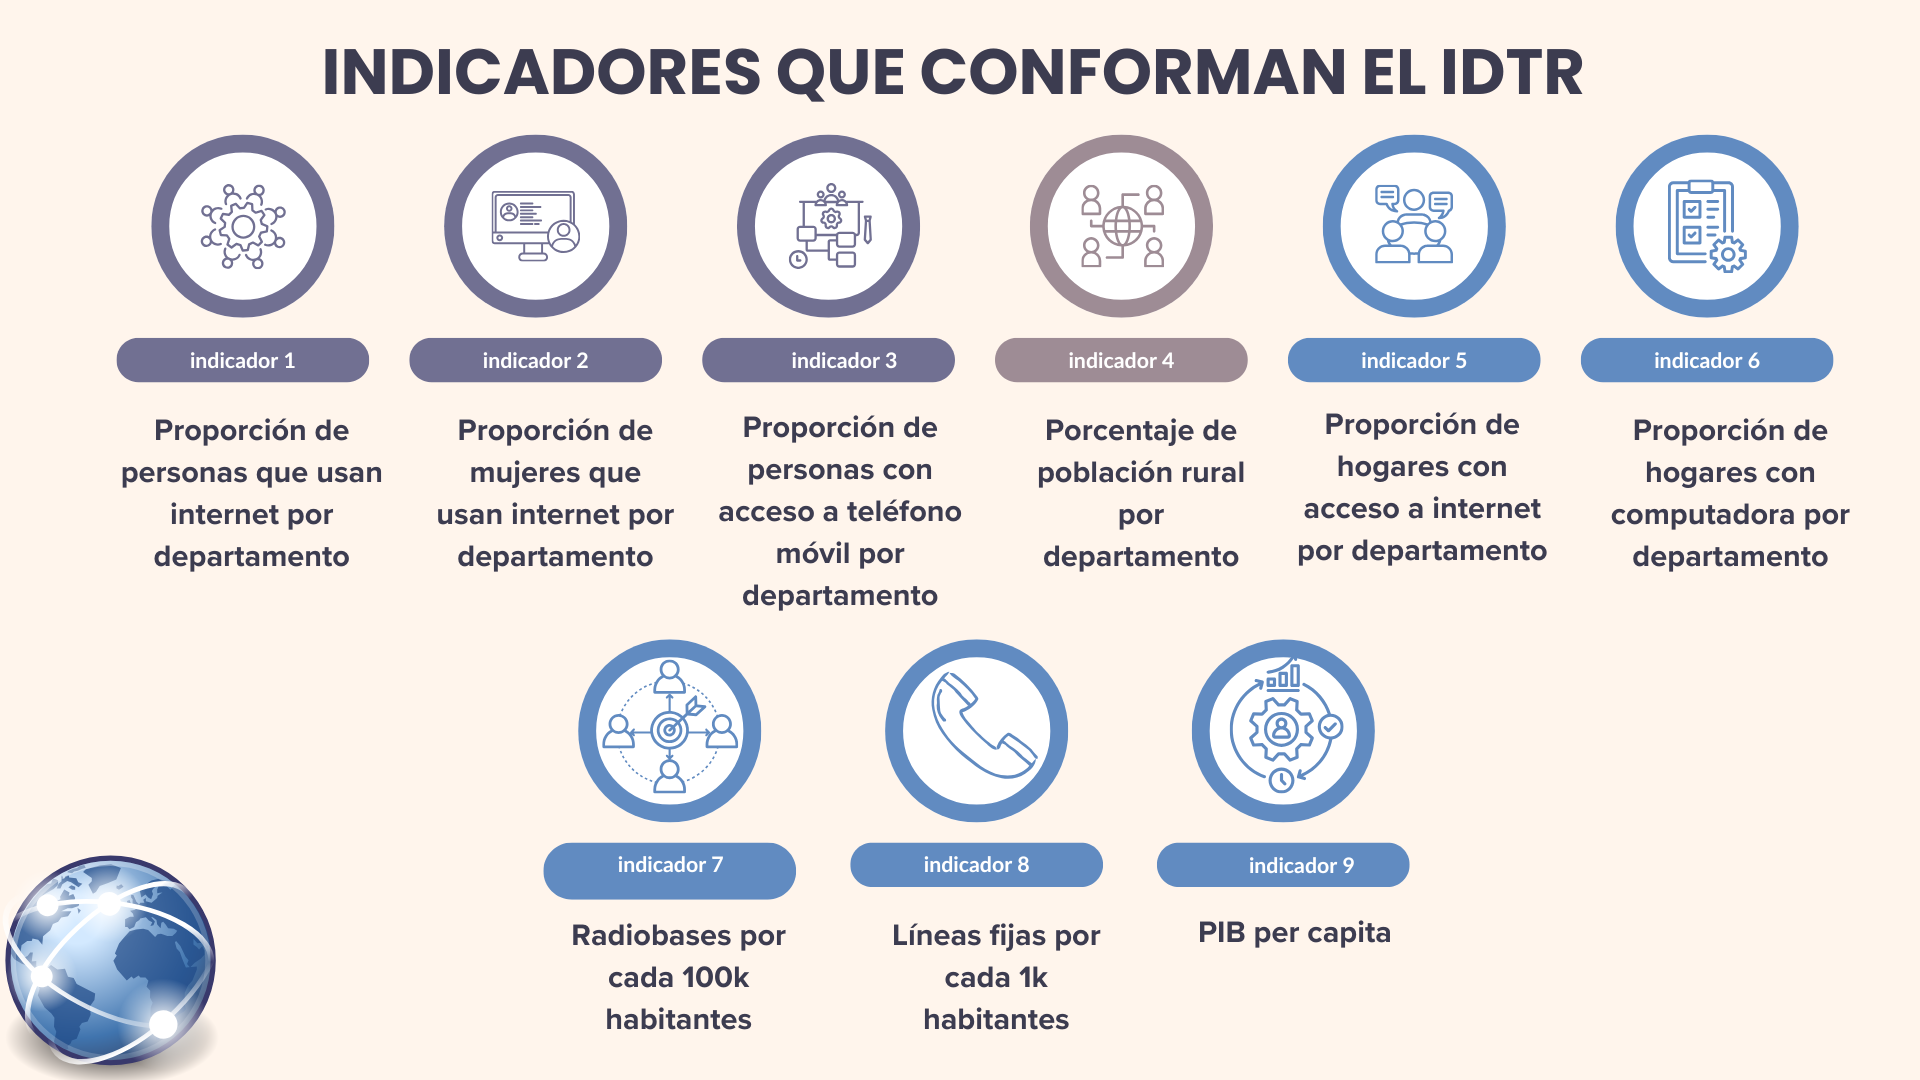 INDICADORES QUE CONFORMAN EL IDTR
indicador 1
Proporción de
personas que usan
internet por
departamento
indicador 2
Proporción de
mujeres que
usan internet por
departamento
indicador 3
Proporción de
personas con
acceso a teléfono
móvil por
departamento
indicador 4
Porcentaje de
población rural
por
departamento
indicador 5
Proporción de
hogares con
acceso a internet
por departamento
indicador 6
Proporción de
hogares con
computadora por
departamento
indicador 7
Radiobases por
cada 100k
habitantes
indicador 8
Líneas fijas por
cada 1k
habitantes
indicador 9
PIB per capita